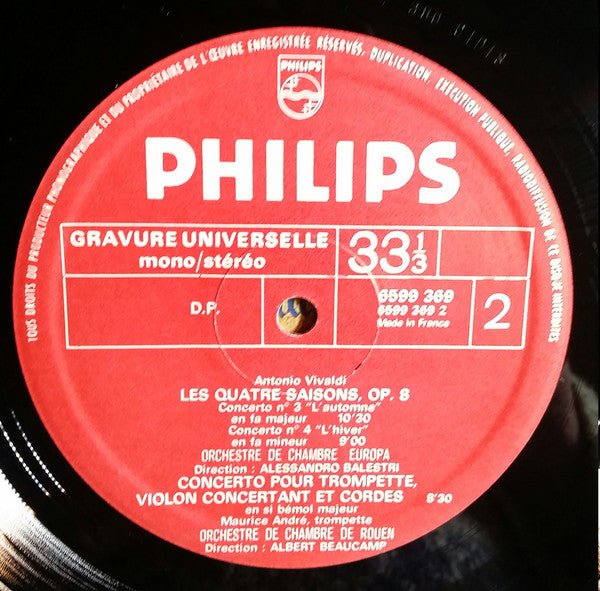 TOUS DROITS DU PRODUCTEUR PHONOGRAPHIQUE ET DU PROPRIÉTAIRE DE L'ŒUVRE ENREGISTRÉE RÉSERVÉS. DUPLICATION, EXÉCUTION PUBLIQUE, RADIODIFFUSION DE CE DISQUE INTERDITES
PHILIPS
PHILIPS
GRAVURE UNIVERSELLE
mono/stéréo
33 1/3
D.P.
6599 369
6599 369 2
Made in France
2
Antonio Vivaldi
LES QUATRE SAISONS, OP. 8
Concerto n° 3 "L'automne"
en fa majeur 10'30
Concerto n° 4 "L'hiver"
en fa mineur 9'00
ORCHESTRE DE CHAMBRE EUROPA
Direction : ALESSANDRO BALESTRI
CONCERTO POUR TROMPETTE,
VIOLON CONCERTANT ET CORDES 8'30
en si bémol majeur
Maurice André, trompette
ORCHESTRE DE CHAMBRE DE ROUEN
Direction : ALBERT BEAUCAMP